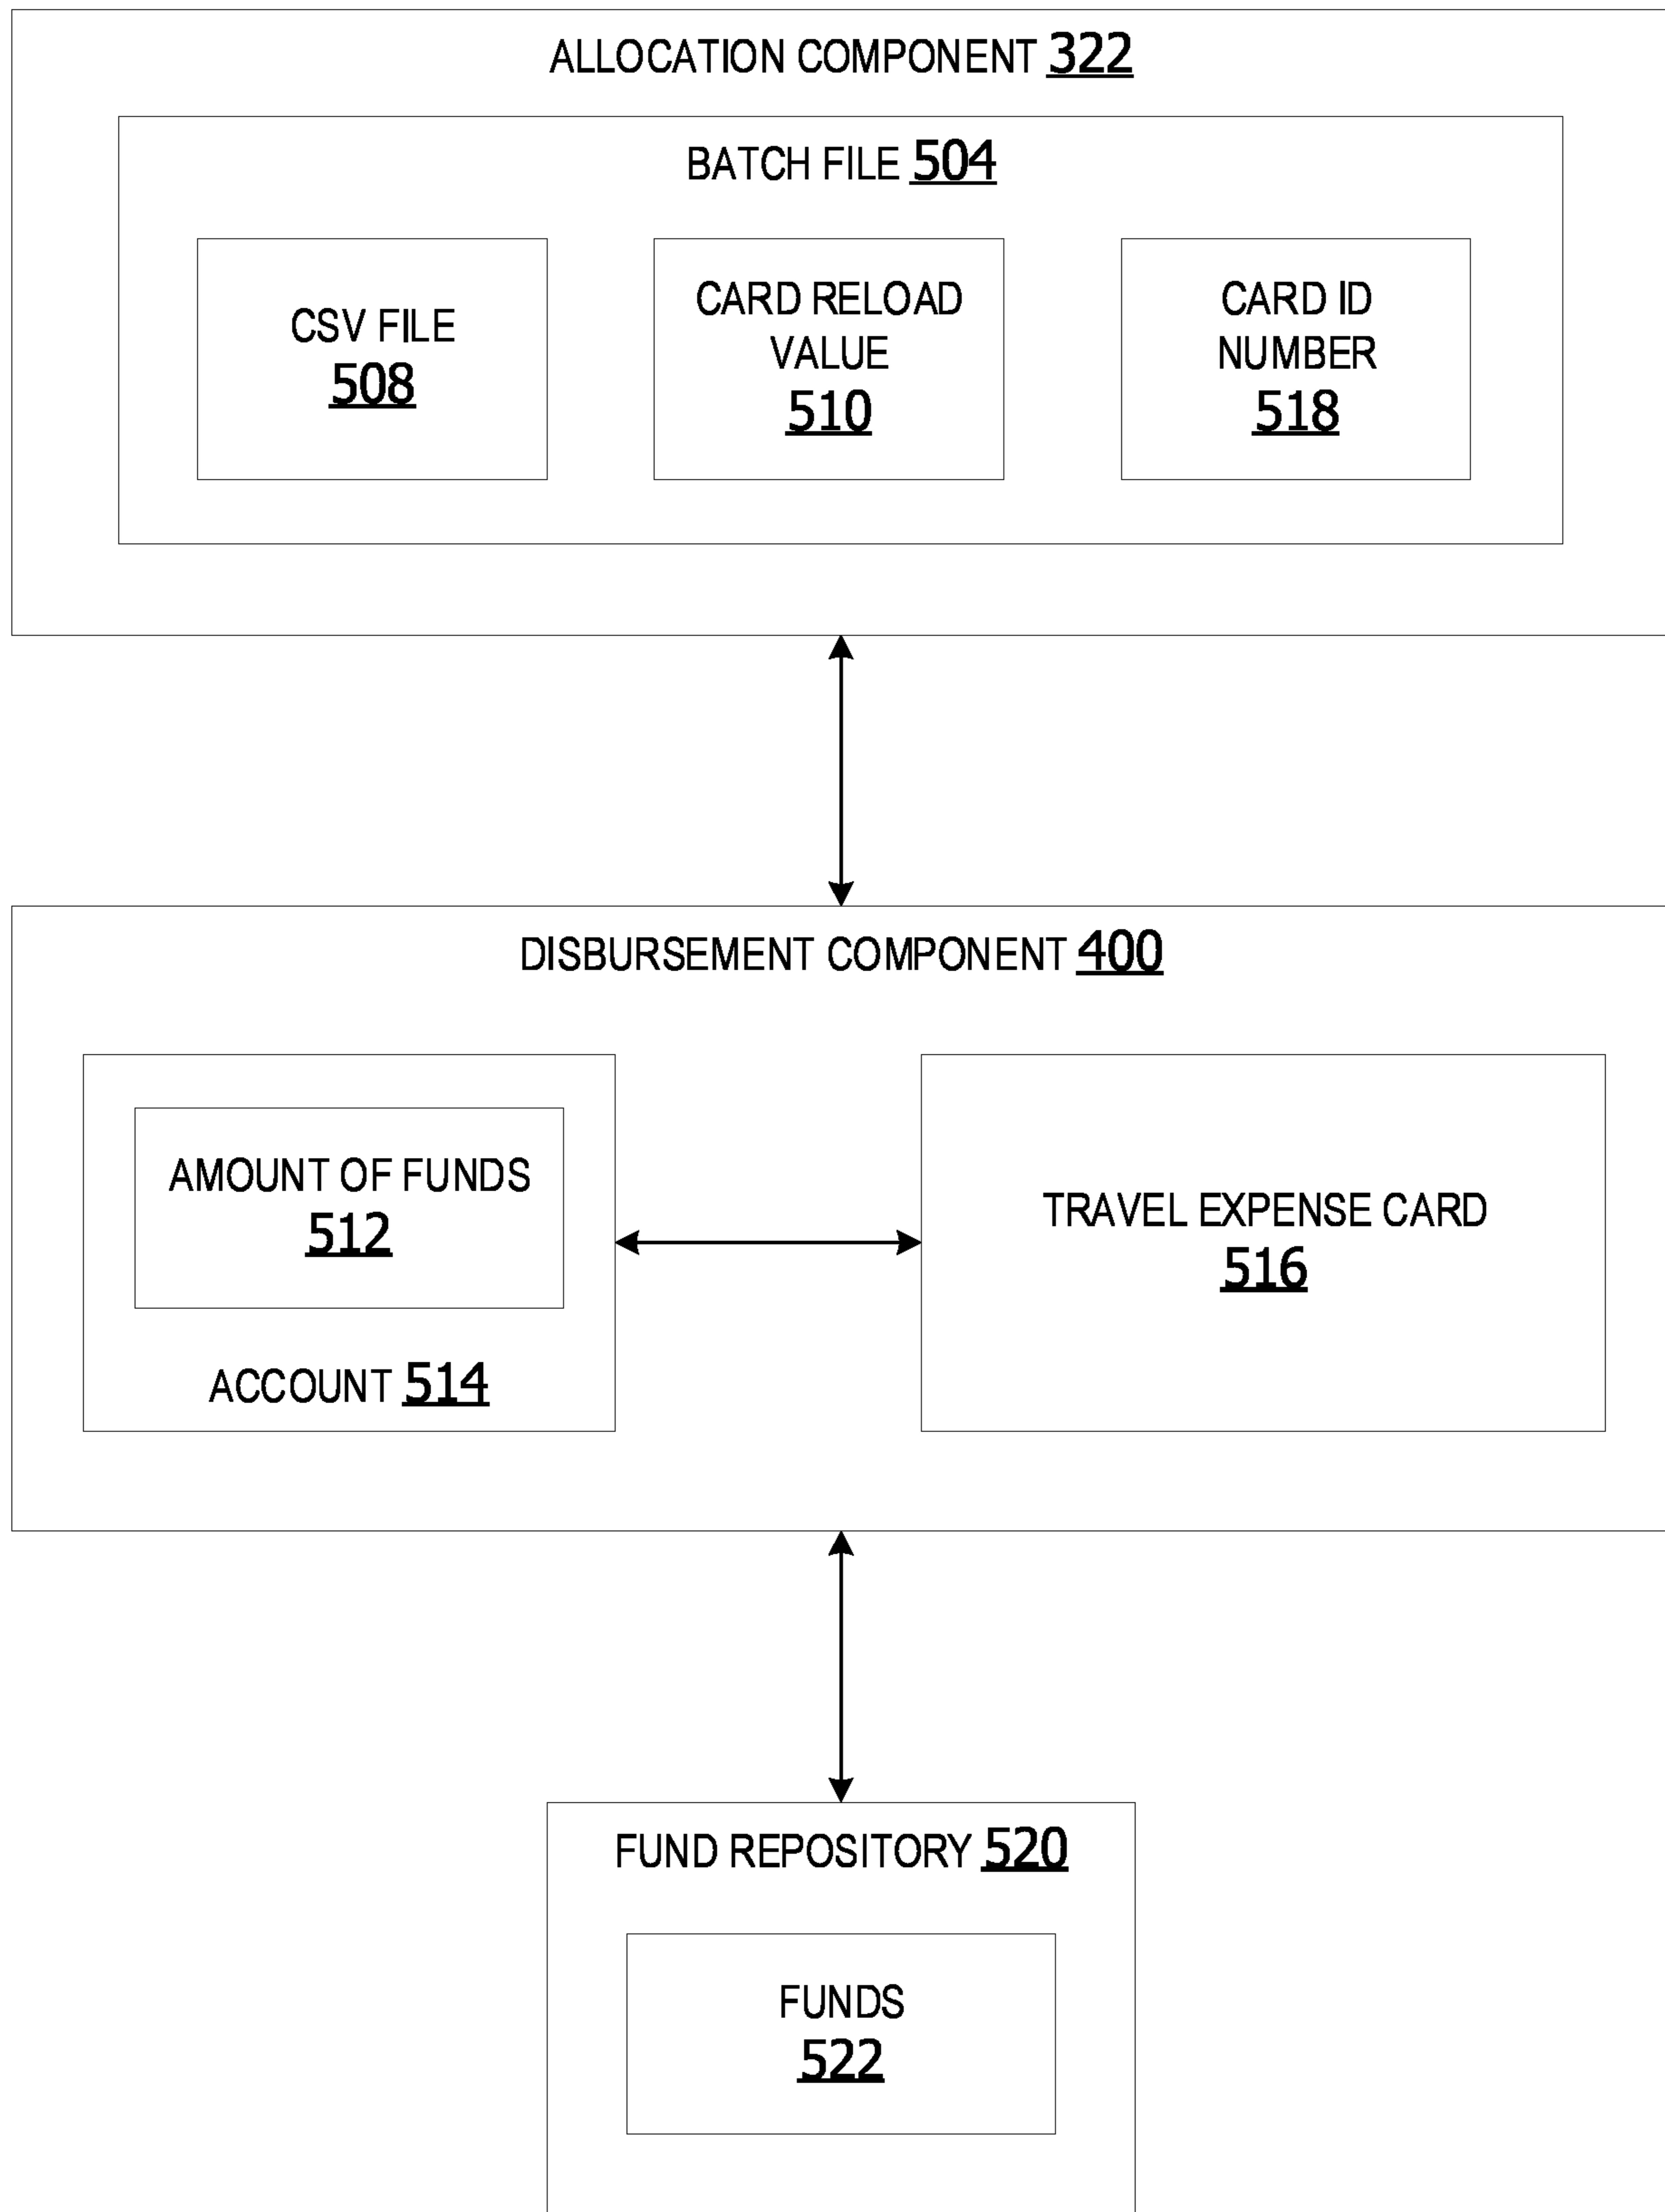 ALLOCATION COMPONENT 322
BATCH FILE 504
CSV FILE
508
CARD RELOAD
VALUE
510
CARD ID
NUMBER
518
DISBURSEMENT COMPONENT 400
AMOUNT OF FUNDS
512
ACCOUNT 514
TRAVEL EXPENSE CARD
516
FUND REPOSITORY 520
FUNDS
522